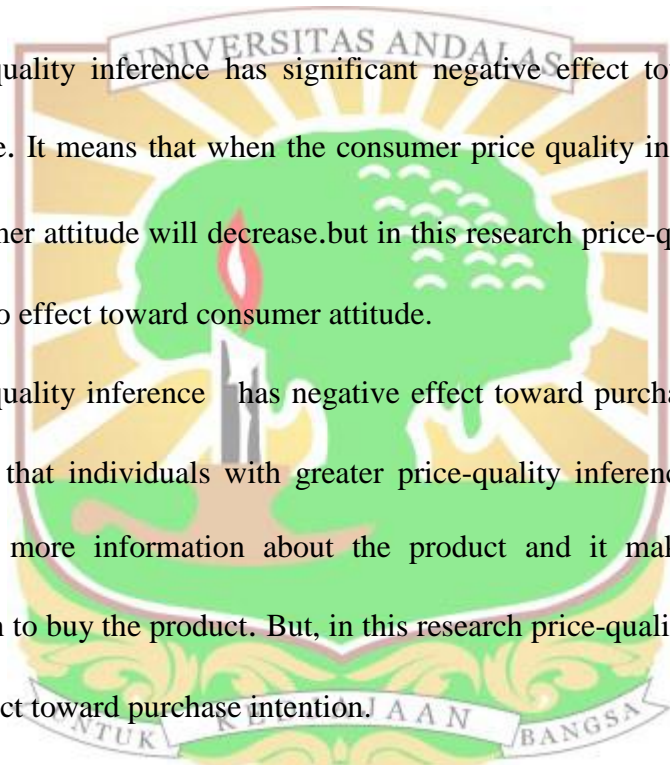 UNIVERSITAS ANDALAS
quality inference has significant negative effect to
e. It means that when the consumer price quality in
ner attitude will decrease.but in this research price-q
o effect toward consumer attitude.
quality inference has negative effect toward purcha
that individuals with greater price-quality inferenc
more information about the product and it mak
n to buy the product. But, in this research price-quali
ct toward purchase intention.
UNTUK KEDJAJAAN BANGSA